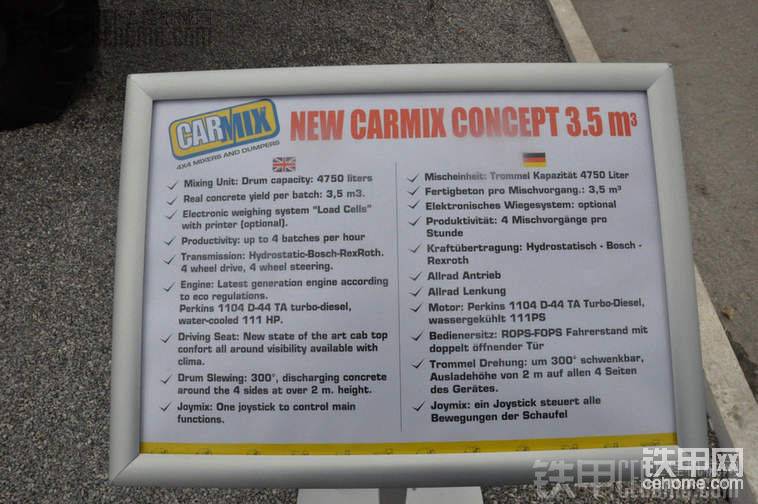 CARMIX
4X4 MIXERS AND DUMPERS
NEW CARMIX CONCEPT 3.5 m³
Mixing Unit: Drum capacity: 4750 liters
Real concrete yield per batch: 3,5 m3.
Electronic weighing system "Load Cells"
with printer (optional).
Productivity: up to 4 batches per hour
Transmission: Hydrostatic-Bosch-RexRoth.
4 wheel drive, 4 wheel steering.
Engine: Latest generation engine according
to eco regulations.
Perkins 1104 D-44 TA turbo-diesel,
water-cooled 111 HP.
Driving Seat: New state of the art cab top
confort all around visibility available with
clima.
Drum Slewing: 300°, discharging concrete
around the 4 sides at over 2 m. height.
Joymix: One joystick to control main
functions.
Mischeinheit: Trommel Kapazität 4750 Liter
Fertigbeton pro Mischvorgang.: 3,5 m³
Elektronisches Wiegesystem: optional
Produktivität: 4 Mischvorgänge pro
Stunde
Kraftübertragung: Hydrostatisch - Bosch -
Rexroth
Allrad Antrieb
Allrad Lenkung
Motor: Perkins 1104 D-44 TA Turbo-Diesel,
wassergekühlt 111PS
Bedienersitz: ROPS-FOPS Fahrerstand mit
doppelt öffnender Tür
Trommel Drehung: um 300° schwenkbar,
Ausladehöhe von 2 m auf allen 4 Seiten
des Gerätes.
Joymix: ein Joystick steuert alle
Bewegungen der Schaufel
铁甲网
cehome.com